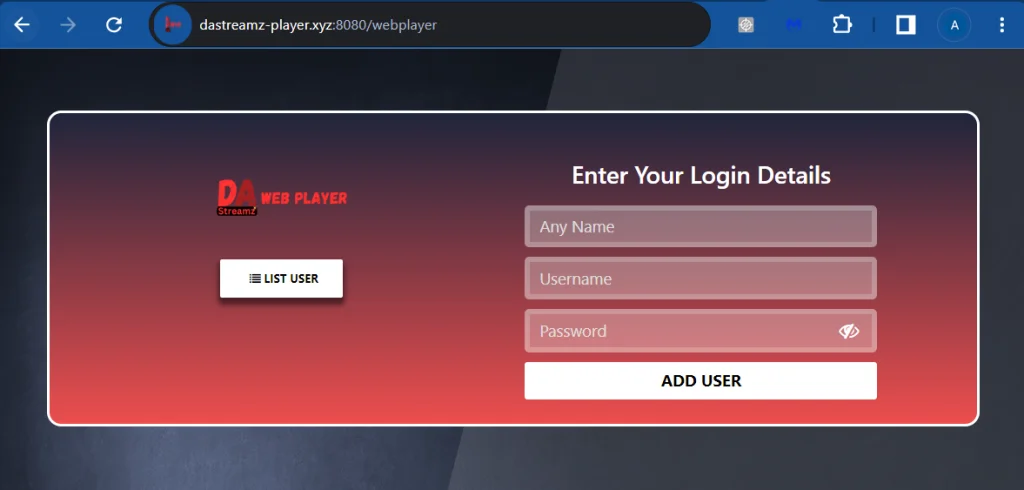 dastreamz-player.xyz:8080/webplayer
A
DA WEB PLAYER
Streamz
LIST USER
Enter Your Login Details
Any Name
Username
Password
ADD USER